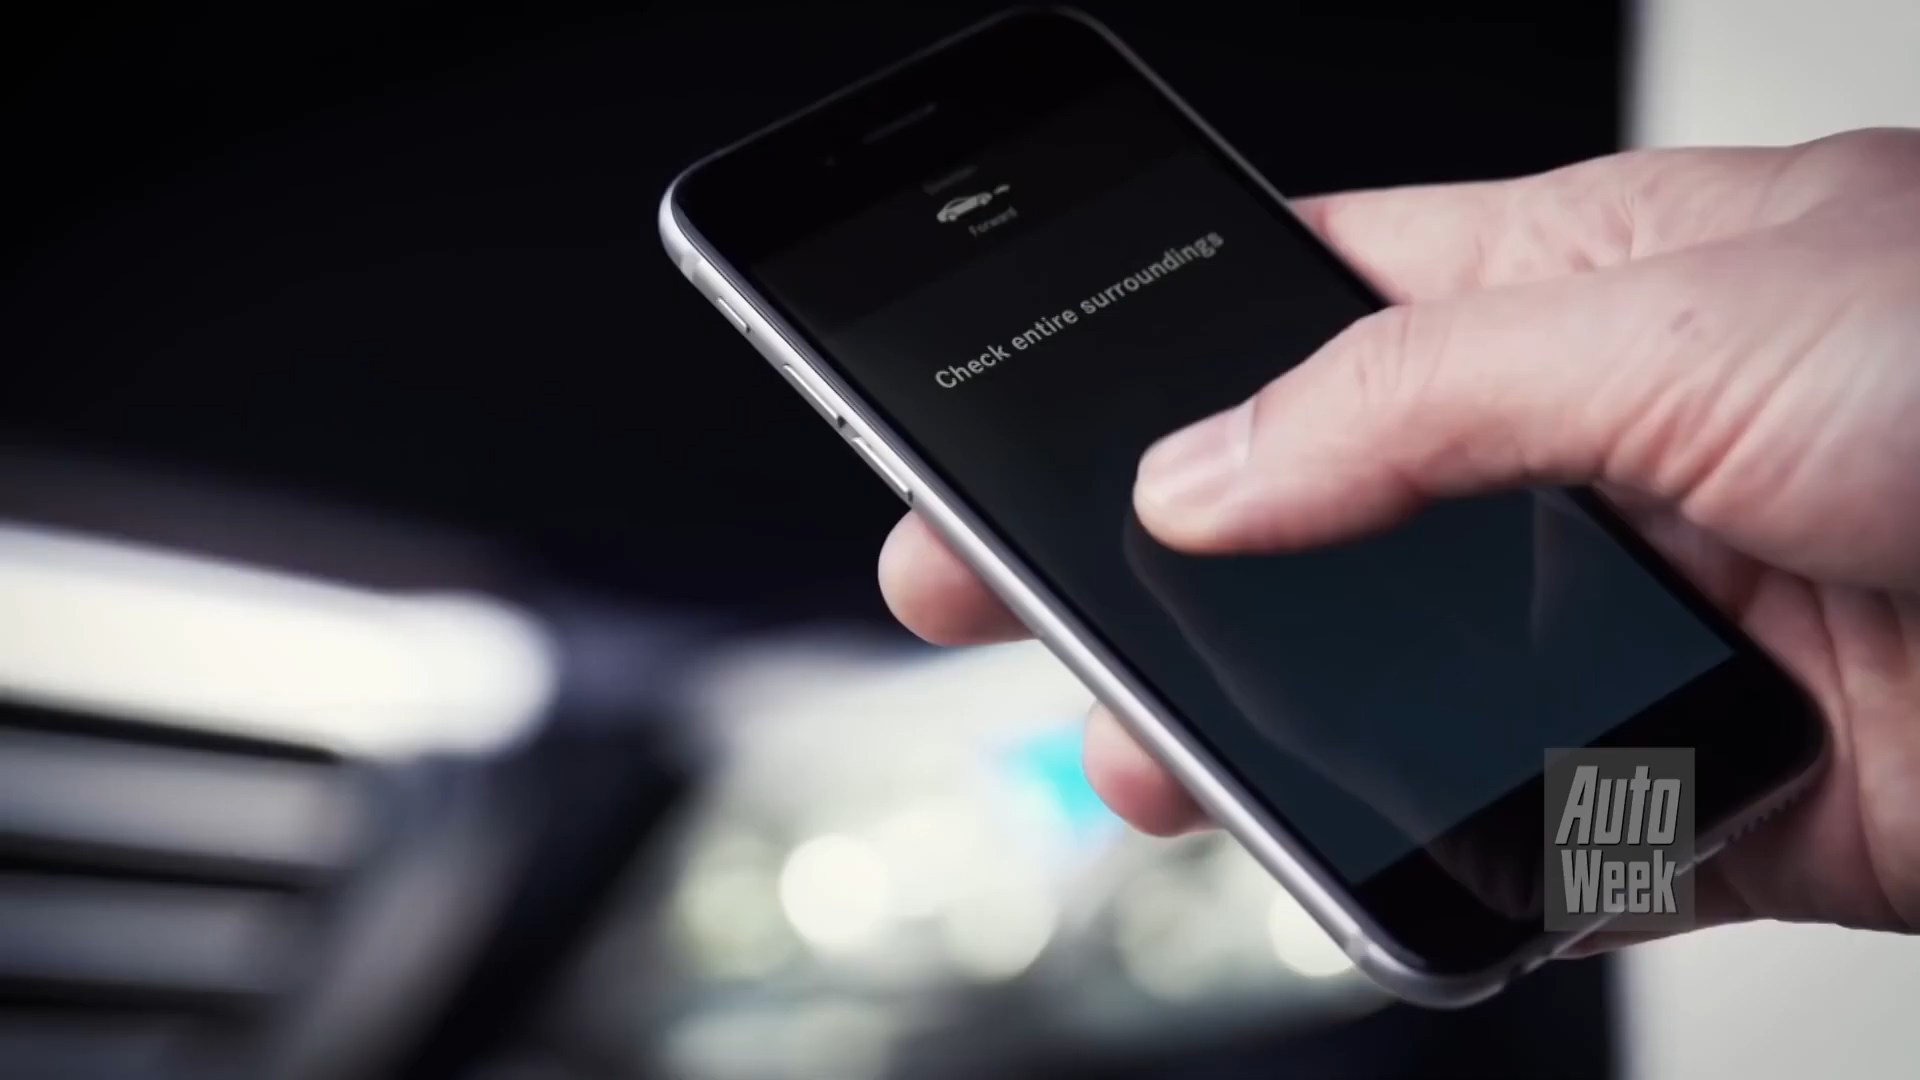 Forward
Check entire surroundings
Auto
Week